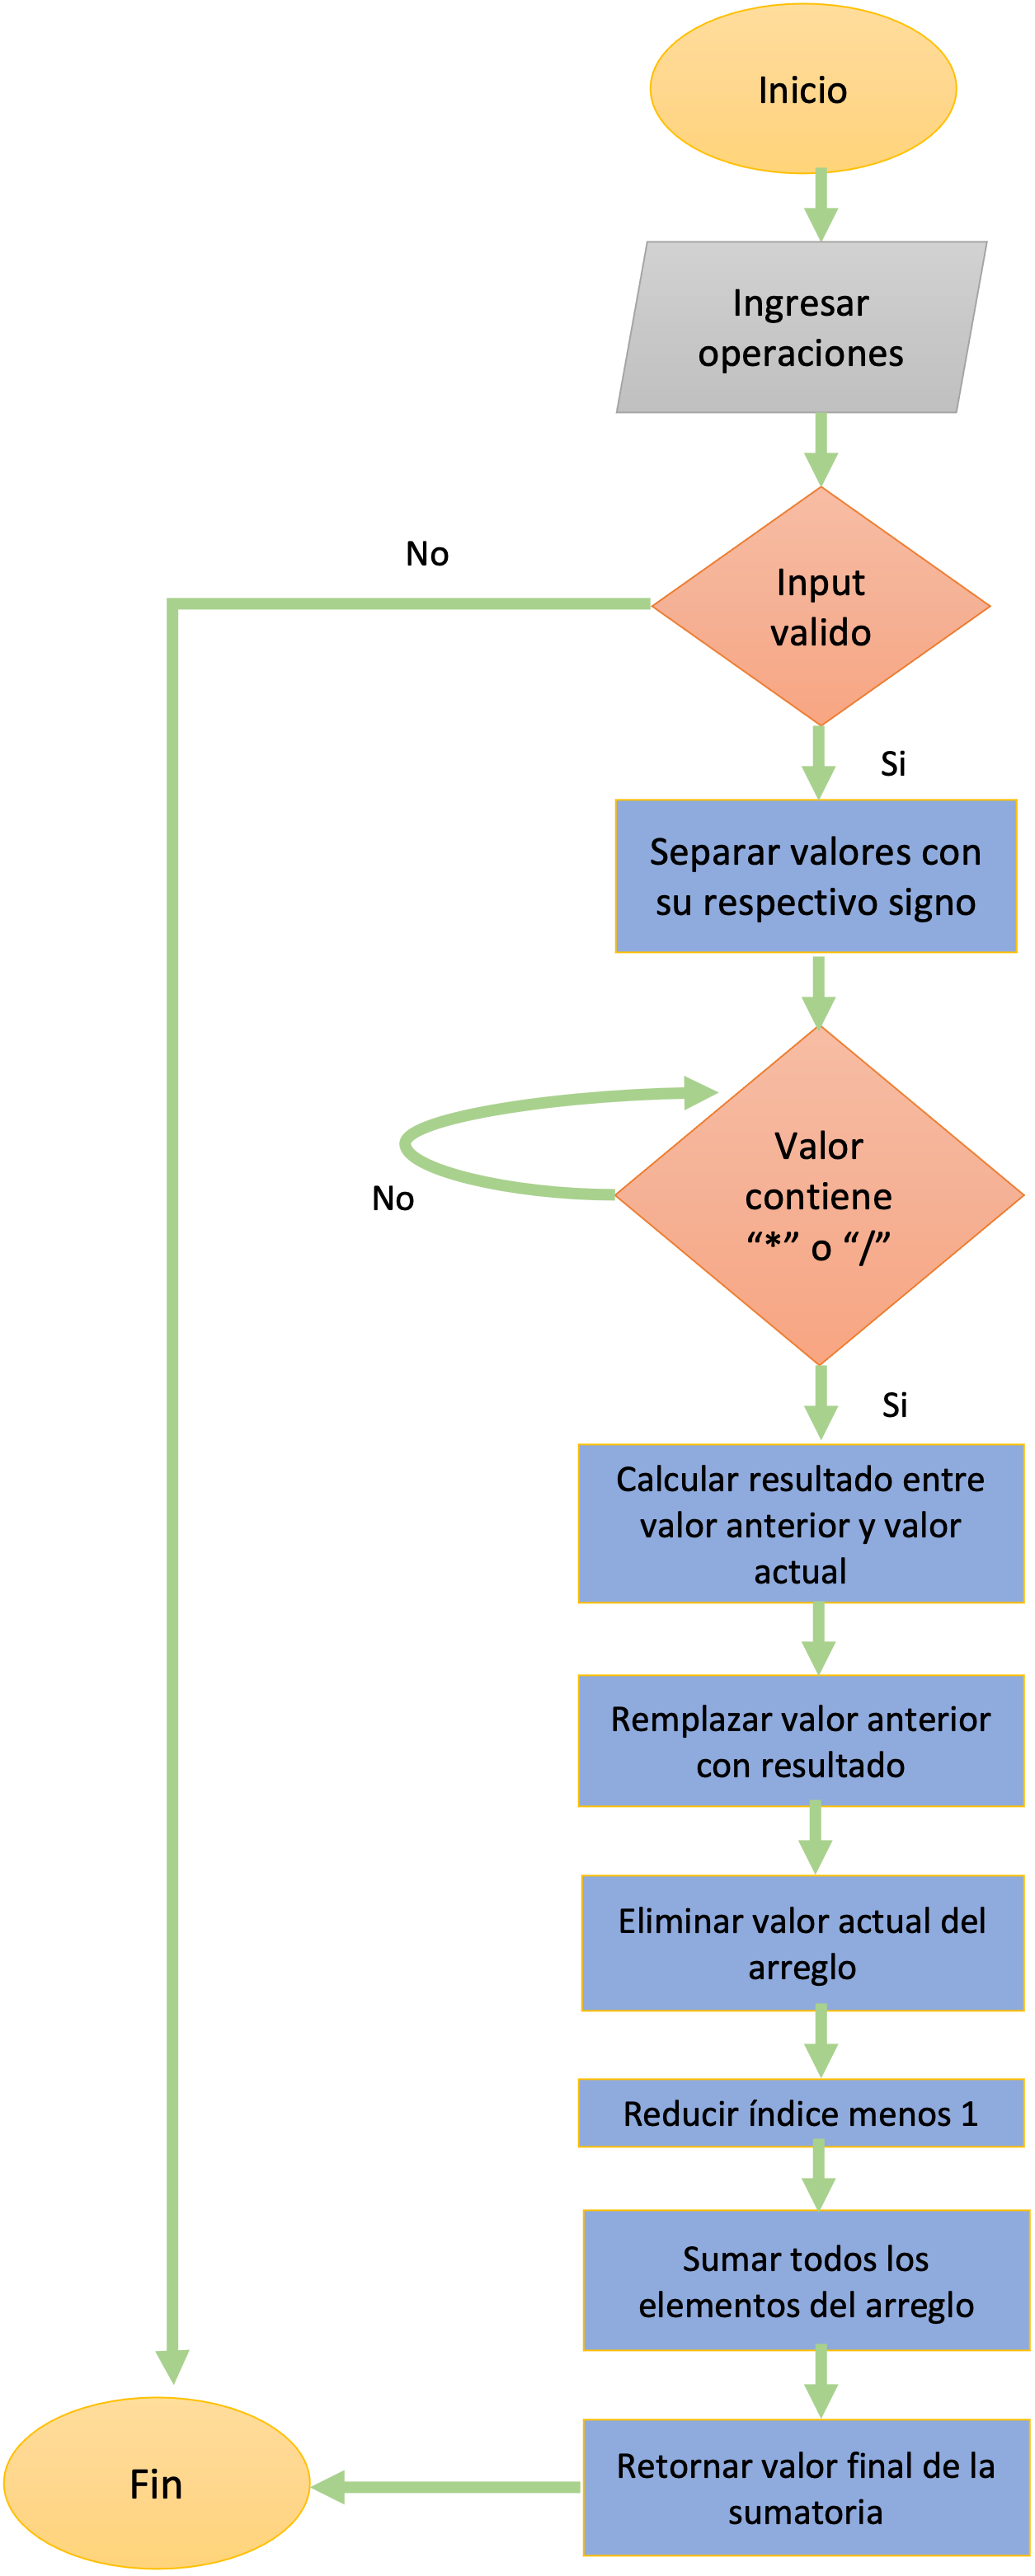 Inicio
Ingresar
operaciones
No
Input
valido
Si
Separar valores con
su respectivo signo
No
Valor
contiene
“*” o “/”
Si
Calcular resultado entre
valor anterior y valor
actual
Remplazar valor anterior
con resultado
Eliminar valor actual del
arreglo
Reducir índice menos 1
Sumar todos los
elementos del arreglo
Retornar valor final de la
sumatoria
Fin